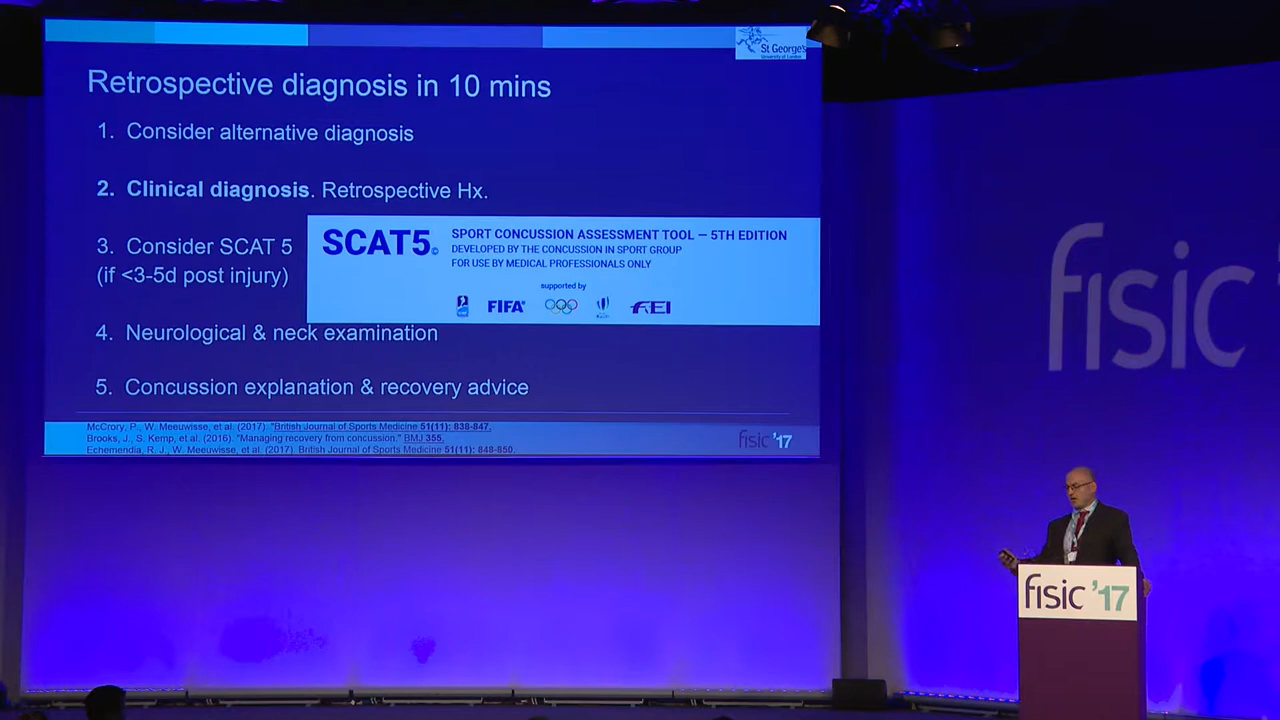 St George's
University of London
Retrospective diagnosis in 10 mins
1. Consider alternative diagnosis
2. Clinical diagnosis. Retrospective Hx.
3. Consider SCAT 5
(if <3-5d post injury)
SCAT5©
SPORT CONCUSSION ASSESSMENT TOOL — 5TH EDITION
DEVELOPED BY THE CONCUSSION IN SPORT GROUP
FOR USE BY MEDICAL PROFESSIONALS ONLY
supported by
FIFA®
FEI
4. Neurological & neck examination
5. Concussion explanation & recovery advice
McCrory, P., W. Meeuwisse, et al. (2017). "British Journal of Sports Medicine 51(11): 838-847.
Brooks, J., S. Kemp, et al. (2016). "Managing recovery from concussion." BMJ 355.
Echemendia, R. J., W. Meeuwisse, et al. (2017). British Journal of Sports Medicine 51(11): 848-850.
fisic '17
fisic '
fisic '17